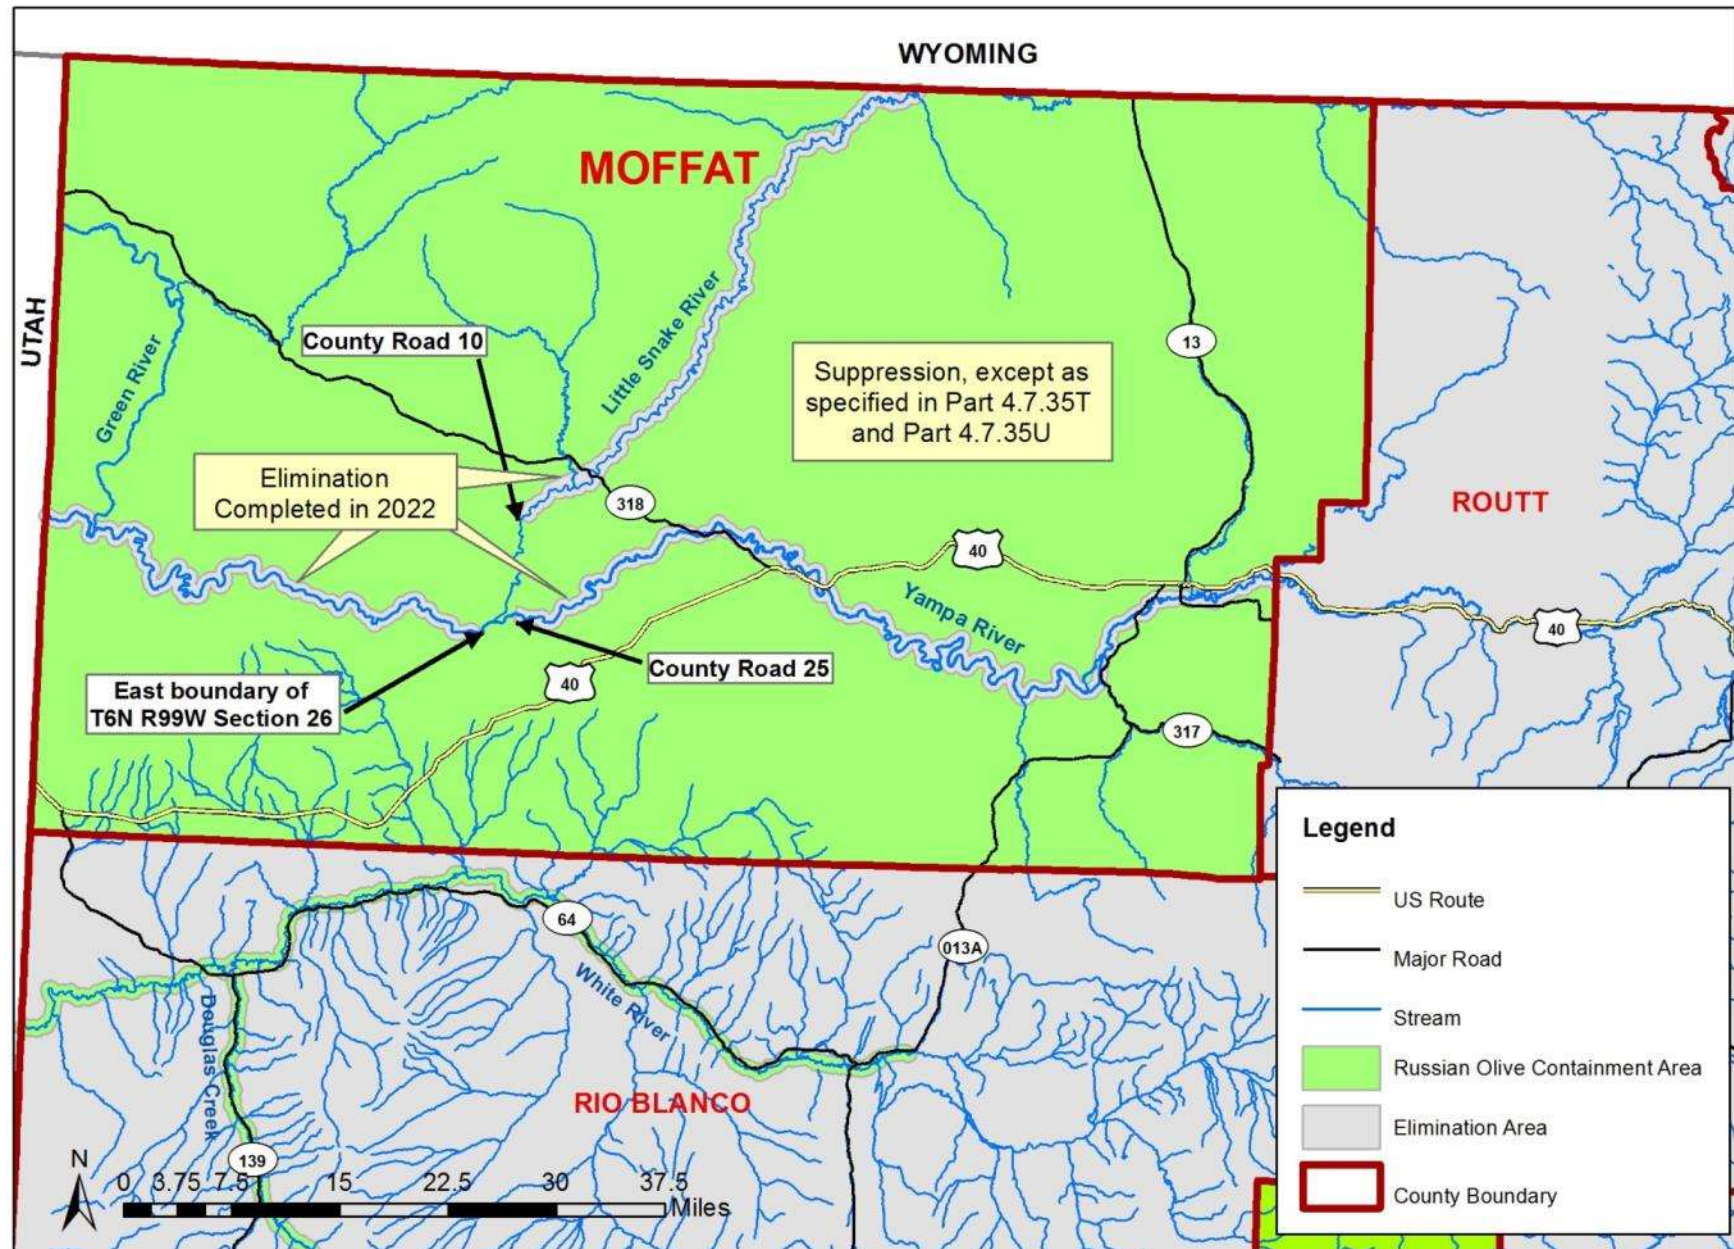 WYOMING
MOFFAT
UTAH
Green River
County Road 10
Little Snake River
13
Suppression, except as
specified in Part 4.7.35T
and Part 4.7.35U
Elimination
Completed in 2022
318
ROUTT
40
Yampa River
40
County Road 25
40
East boundary of
T6N R99W Section 26
317
64
013A
White River
Douglas Creek
RIO BLANCO
139
N
0 3.75 7.5 15 22.5 30 37.5
Miles
Legend
US Route
Major Road
Stream
Russian Olive Containment Area
Elimination Area
County Boundary